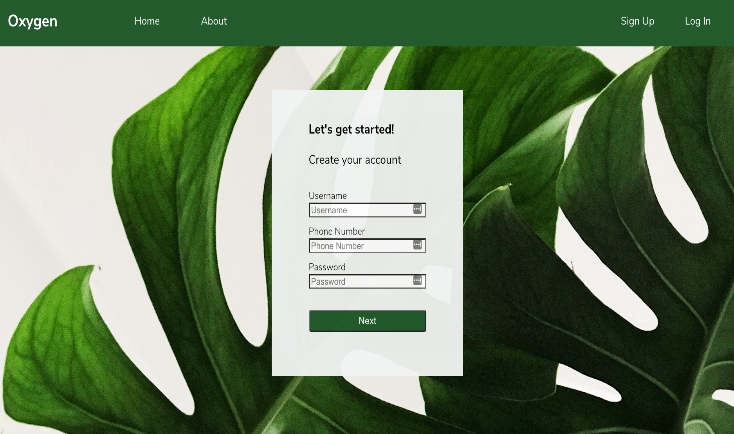 Oxygen Home About Sign Up Log In
Let's get started!
Create your account
Username
Username
Phone Number
Phone Number
Password
Password
Next